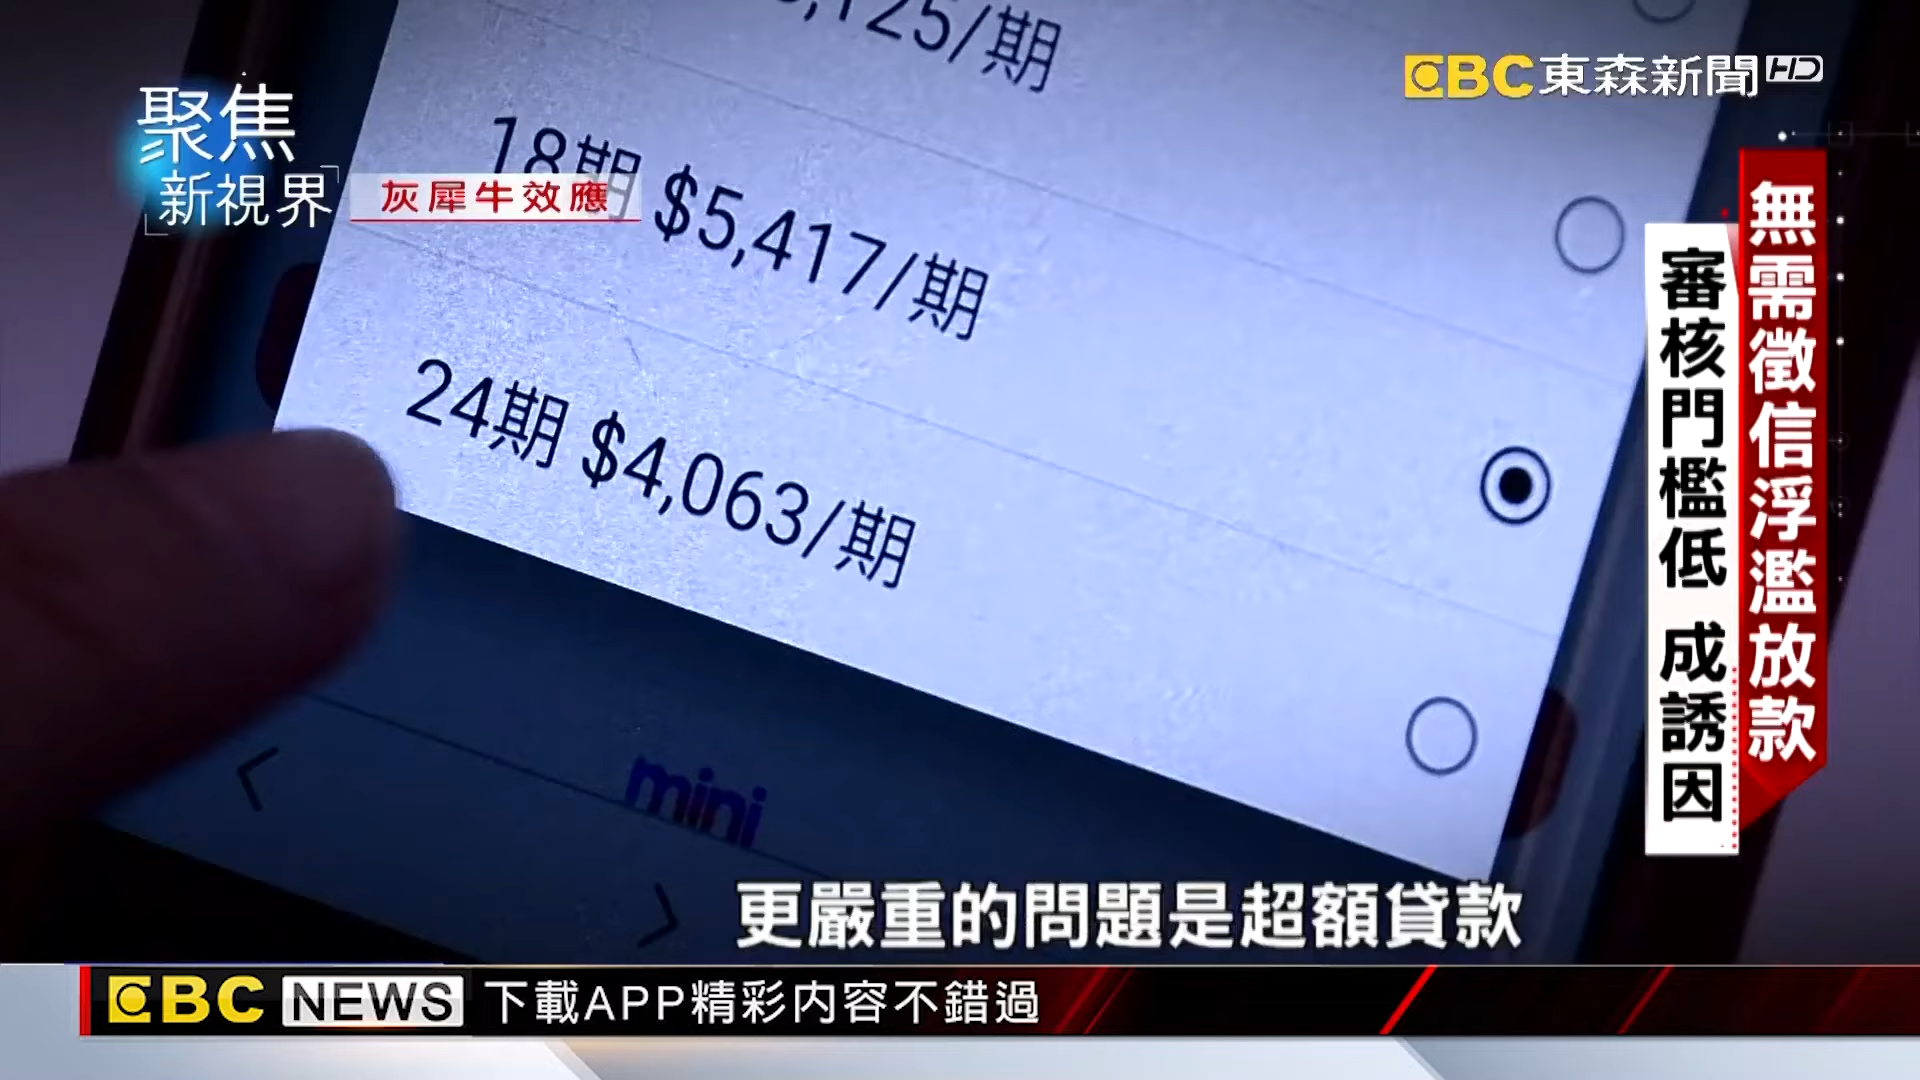 聚焦
新視界
灰犀牛效應
EBC東森新聞HD
無需徵信浮濫放款
審核門檻低 成誘因
,125/期
18期 $5,417/期
24期 $4,063/期
mini
更嚴重的問題是超額貸款
EBC NEWS 下載APP精彩內容不錯過